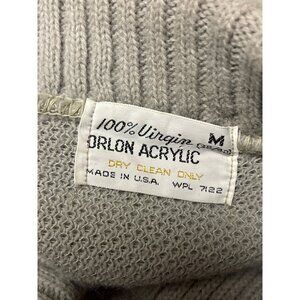 100% Virgin M
ORLON ACRYLIC
DRY CLEAN ONLY
MADE IN U.S.A. WPL 7122